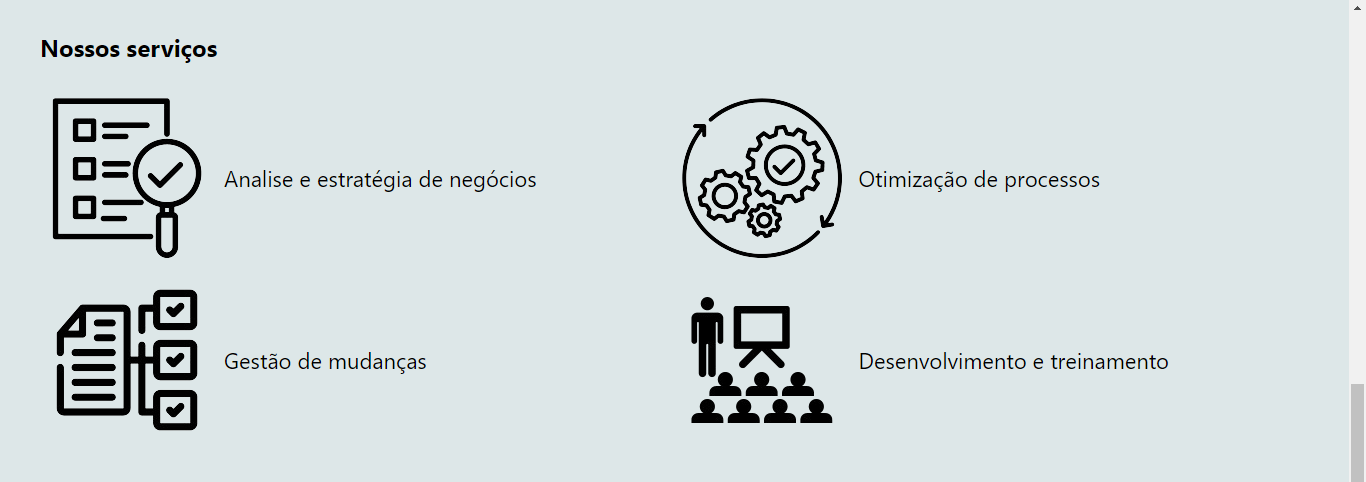 Nossos serviços
Analise e estratégia de negócios
Otimização de processos
Gestão de mudanças
Desenvolvimento e treinamento